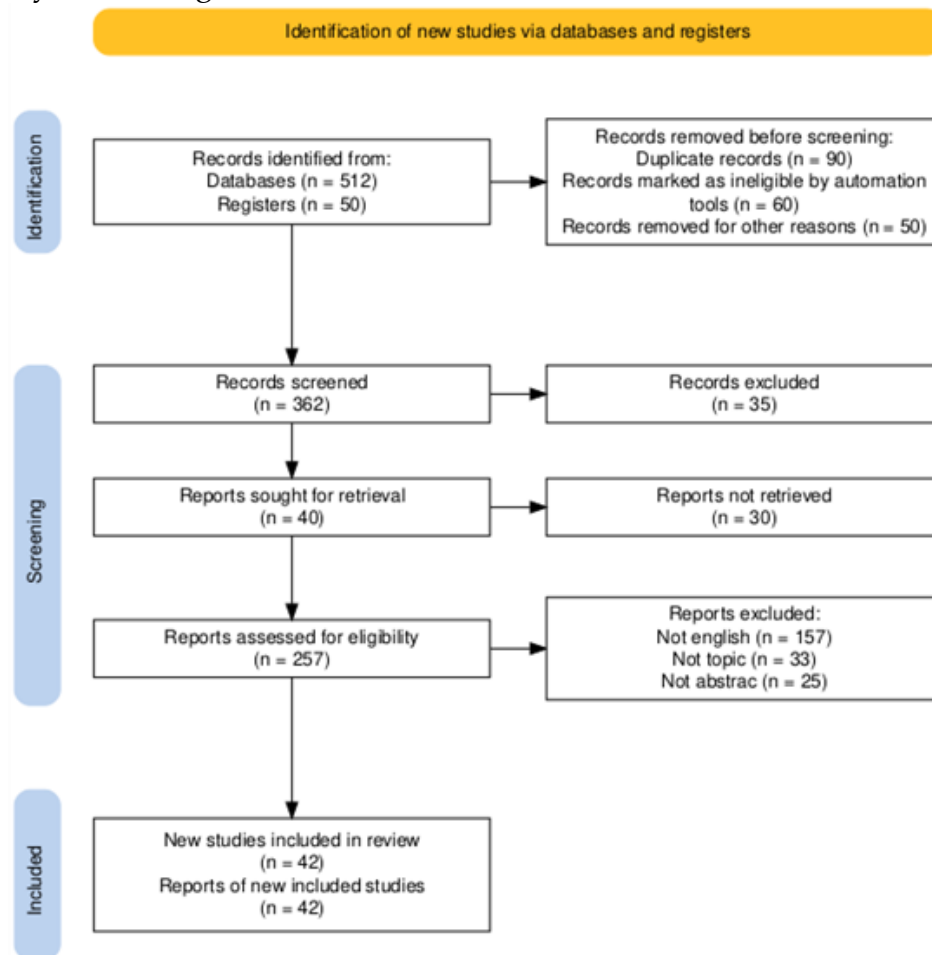 Identification of new studies via databases and registers
Identification
Records identified from:
Databases (n = 512)
Registers (n = 50)
Records removed before screening:
Duplicate records (n = 90)
Records marked as ineligible by automation
tools (n = 60)
Records removed for other reasons (n = 50)
Screening
Records screened
(n = 362)
Records excluded
(n = 35)
Reports sought for retrieval
(n = 40)
Reports not retrieved
(n = 30)
Reports assessed for eligibility
(n = 257)
Reports excluded:
Not english (n = 157)
Not topic (n = 33)
Not abstrac (n = 25)
Included
New studies included in review
(n = 42)
Reports of new included studies
(n = 42)